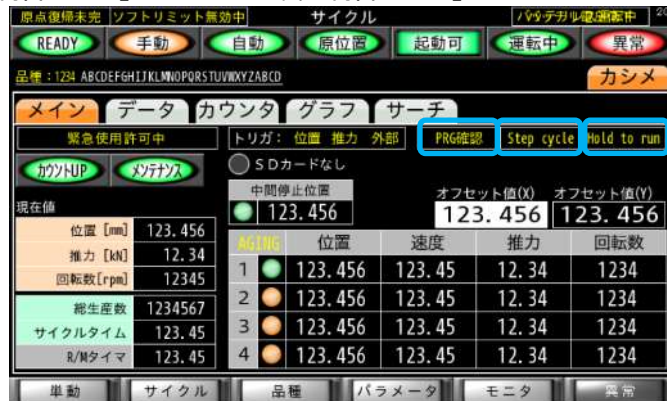 原点復帰未完 ソフトリミット無効中 サイクル
READY 手動 自動 原位置 起動可 運転中 異常
品種:1234 ABCDEFGHIJKLMNOPQRSTUVWXYZABCD カシメ
メイン データ カウンタ グラフ サーチ
緊急使用許可中 トリガ: 位置 推力 外部 PRG確認 Step cycle Hold to run
カウントUP メンテナンス SDカードなし
中間停止位置 オフセット値(X) オフセット値(Y)
123.456 123.456 123.456
現在値
位置 [mm] 123.456
推力 [kN] 12.34
回転数[rpm] 12345
総生産数 1234567
サイクルタイム 123.45
R/Mタイマ 123.45
AGING 位置 速度 推力 回転数
1 123.456 123.45 12.34 1234
2 123.456 123.45 12.34 1234
3 123.456 123.45 12.34 1234
4 123.456 123.45 12.34 1234
単動 サイクル 品種 パラメータ モニタ 異常